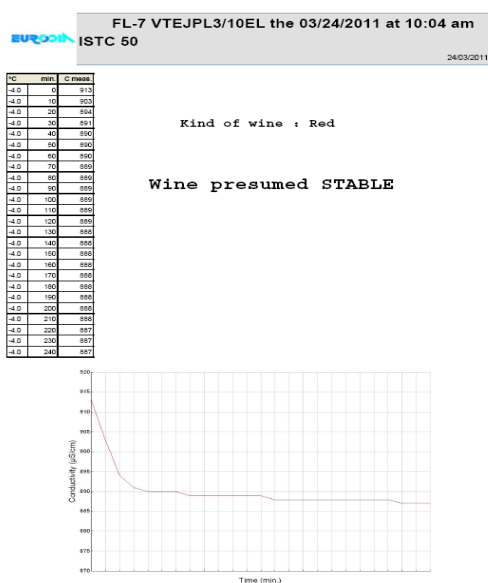 FL-7 VTEJPL3/10EL the 03/24/2011 at 10:04 am
EURODIA
ISTC 50
24/03/2011
°C min. C meas.
-4.0 0 913
-4.0 10 903
-4.0 20 894
-4.0 30 891
-4.0 40 890
-4.0 50 890
-4.0 60 890
-4.0 70 889
-4.0 80 889
-4.0 90 889
-4.0 100 889
-4.0 110 889
-4.0 120 889
-4.0 130 888
-4.0 140 888
-4.0 150 888
-4.0 160 888
-4.0 170 888
-4.0 180 888
-4.0 190 888
-4.0 200 888
-4.0 210 888
-4.0 220 887
-4.0 230 887
-4.0 240 887
Kind of wine : Red
Wine presumed STABLE
920
915
910
905
900
895
890
885
880
875
870
Conductivity (µS/cm)
Time (min.)